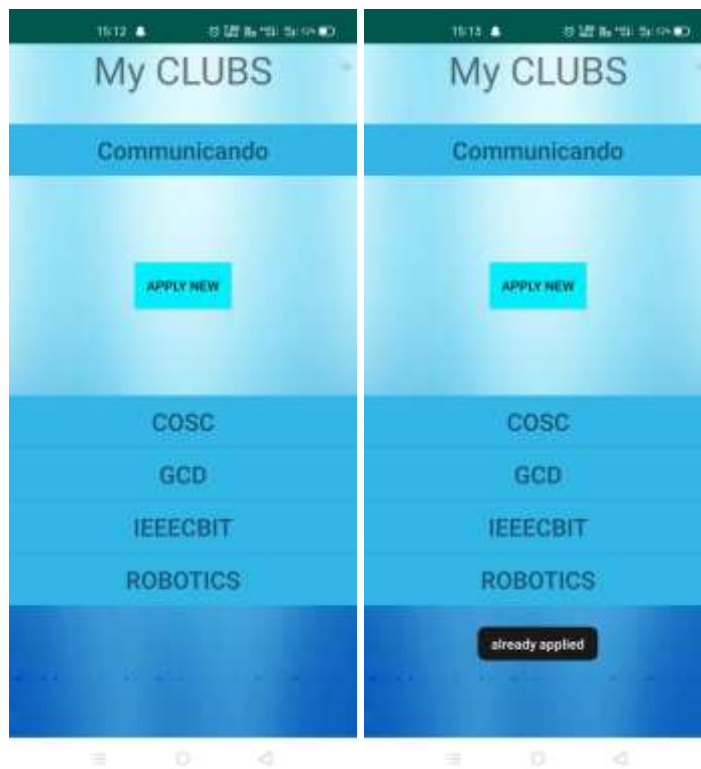 15:12
My CLUBS
Communicando
APPLY NEW
COSC
GCD
IEEECBIT
ROBOTICS
15:13
My CLUBS
Communicando
APPLY NEW
COSC
GCD
IEEECBIT
ROBOTICS
already applied